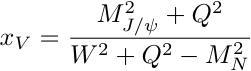 x_V = \frac{M_{J/\psi}^2 + Q^2}{W^2 + Q^2 - M_N^2}